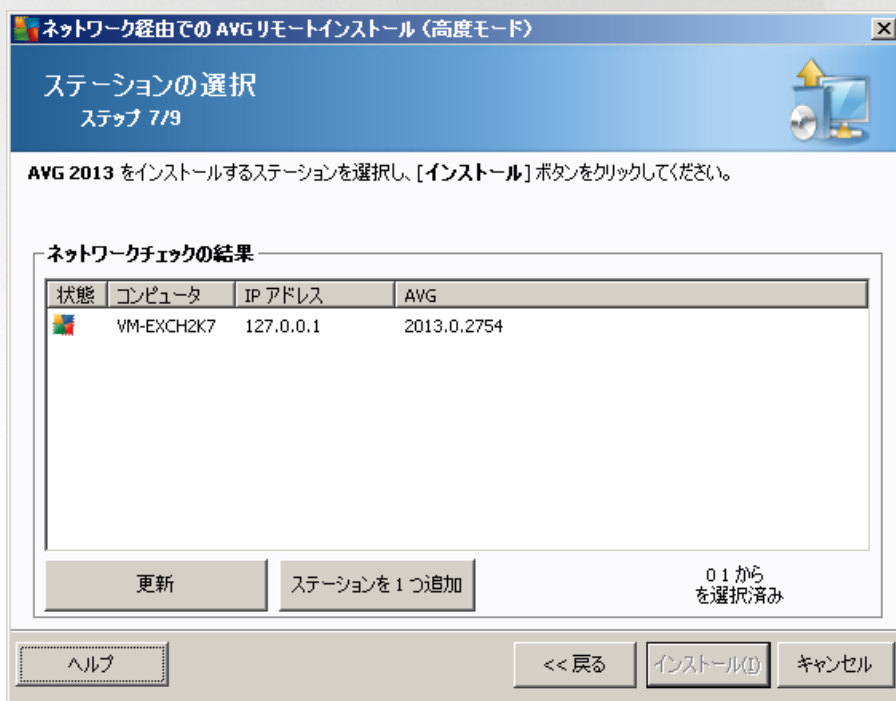 ネットワーク経由での AVG リモートインストール (高度モード)
ステーションの選択
ステップ 7/9
AVG 2013 をインストールするステーションを選択し、[インストール] ボタンをクリックしてください。
ネットワークチェックの結果
状態 コンピュータ IP アドレス AVG
VM-EXCH2K7 127.0.0.1 2013.0.2754
更新 ステーションを 1 つ追加
0 1 から
を選択済み
ヘルプ << 戻る インストール(I) キャンセル